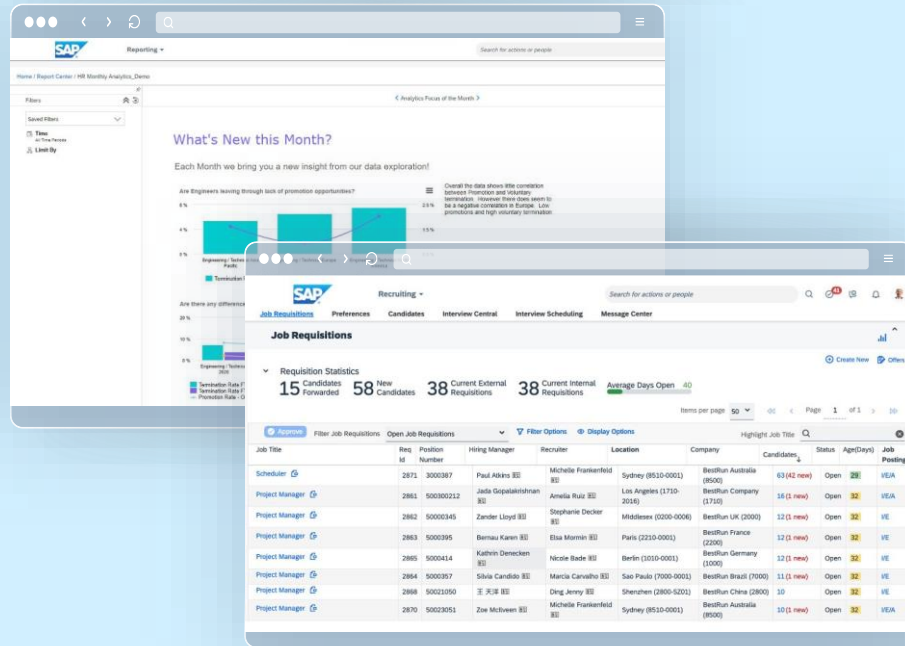 SAP
Reporting
Search for actions or people
Home / Report Center / HR Monthly Analytics_Demo
Filters
Saved Filters
Time
All Time Periods
Limit By
Analytics Focus of the Month
What's New this Month?
Each Month we bring you a new insight from our data exploration!
Are Engineers leaving through lack of promotion opportunities?
Overall the data shows little correlation
between Promotion and Voluntary
termination. However there does seem to
be a negative correlation in Europe. Low
promotions and high voluntary termination
2.5%
1.5%
Pacific
Are there any difference
20 %
10 %
2020
SAP
Recruiting
Search for actions or people
41
Job Requisitions Preferences Candidates Interview Central Interview Scheduling Message Center
Job Requisitions
Create New Offers
Requisition Statistics
15 Candidates Forwarded 58 New Candidates 38 Current External Requisitions 38 Current Internal Requisitions Average Days Open 40
Items per page 50 Page 1 of 1
Approve Filter Job Requisitions Open Job Requisitions Filter Options Display Options Highlight Job Title
Job Title Req Id Position Number Hiring Manager Recruiter Location Company Candidates Status Age(Days) Job Posting
Scheduler 2871 3000387 Paul Atkins Michelle Frankenfeld Sydney (8510-0001) BestRun Australia (8500) 63 (42 new) Open 29 I/E/A
Project Manager 2861 500300212 Jada Gopalakrishnan Amelia Ruiz Los Angeles (1710-2016) BestRun Company (1710) 16 (1 new) Open 32 I/E/A
Project Manager 2862 50000345 Zander Lloyd Stephanie Decker Middlesex (0200-0006) BestRun UK (2000) 12 (1 new) Open 32 I/E
Project Manager 2863 5000395 Bernau Karen Elsa Mormin Paris (2210-0001) BestRun France (2200) 12 (1 new) Open 32 I/E
Project Manager 2865 5000414 Kathrin Denecken Nicole Bade Berlin (1010-0001) BestRun Germany (1000) 12 (1 new) Open 32 I/E
Project Manager 2864 5000357 Silvia Candido Marcia Carvalho Sao Paulo (7000-0001) BestRun Brazil (7000) 11 (1 new) Open 32 I/E
Project Manager 2868 50021050 王 天洋 Ding Jenny Shenzhen (2800-SZ01) BestRun China (2800) 10 Open 32 I/E
Project Manager 2870 50023051 Zoe Mctiveen Michelle Frankenfeld Sydney (8510-0001) BestRun Australia (8500) 10 (1 new) Open 32 I/E/A